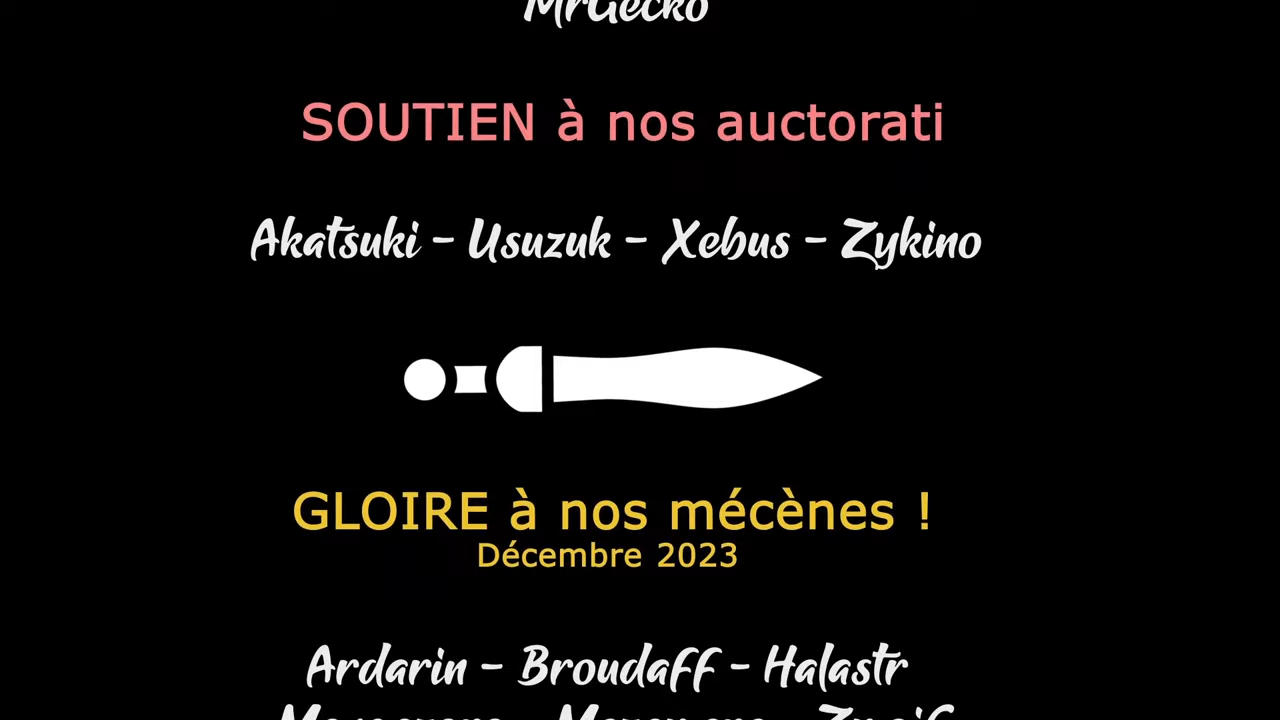 MrGecko
SOUTIEN à nos auctorati
Akatsuki - Usuzuk - Xebus - Zykino
GLOIRE à nos mécènes !
Décembre 2023
Ardarin - Broudaff - Halastr